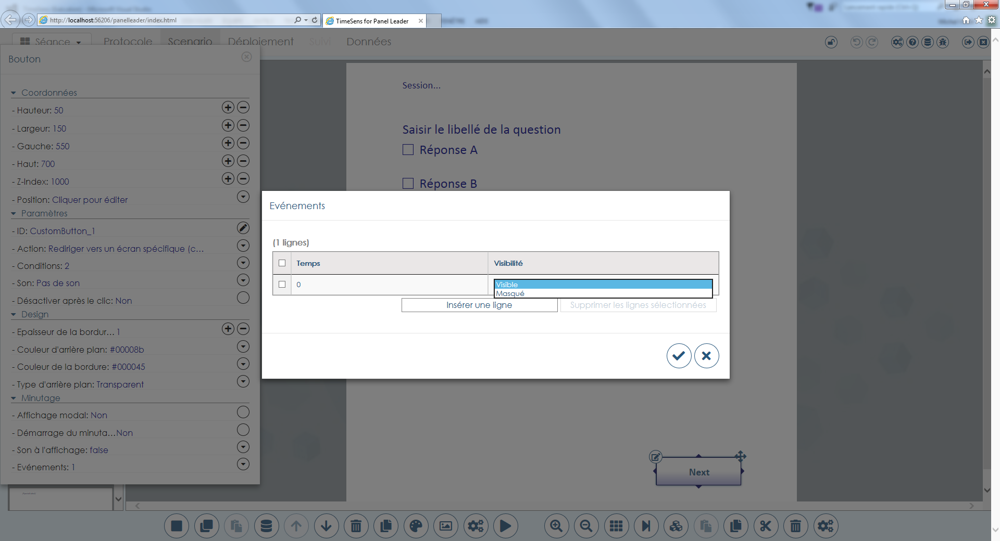 http://localhost:56206/panelleader/index.html
TimeSens for Panel Leader
Séance
Protocole
Scenario
Déploiement
Suivi
Données
Bouton
Coordonnées
- Hauteur: 50
- Largeur: 150
- Gauche: 550
- Haut: 700
- Z-Index: 1000
- Position: Cliquer pour éditer
Paramètres
- ID: CustomButton_1
- Action: Rediriger vers un écran spécifique (c...
- Conditions: 2
- Son: Pas de son
- Désactiver après le clic: Non
Design
- Epaisseur de la bordur... 1
- Couleur d'arrière plan: #00008b
- Couleur de la bordure: #000045
- Type d'arrière plan: Transparent
Minutage
- Affichage modal: Non
- Démarrage du minuta...Non
- Son à l'affichage: false
- Evénements: 1
Session...
Saisir le libellé de la question
Réponse A
Réponse B
Evénements
(1 lignes)
Temps
Visibilité
0
Visible
Masqué
Insérer une ligne
Supprimer les lignes sélectionnées
Next